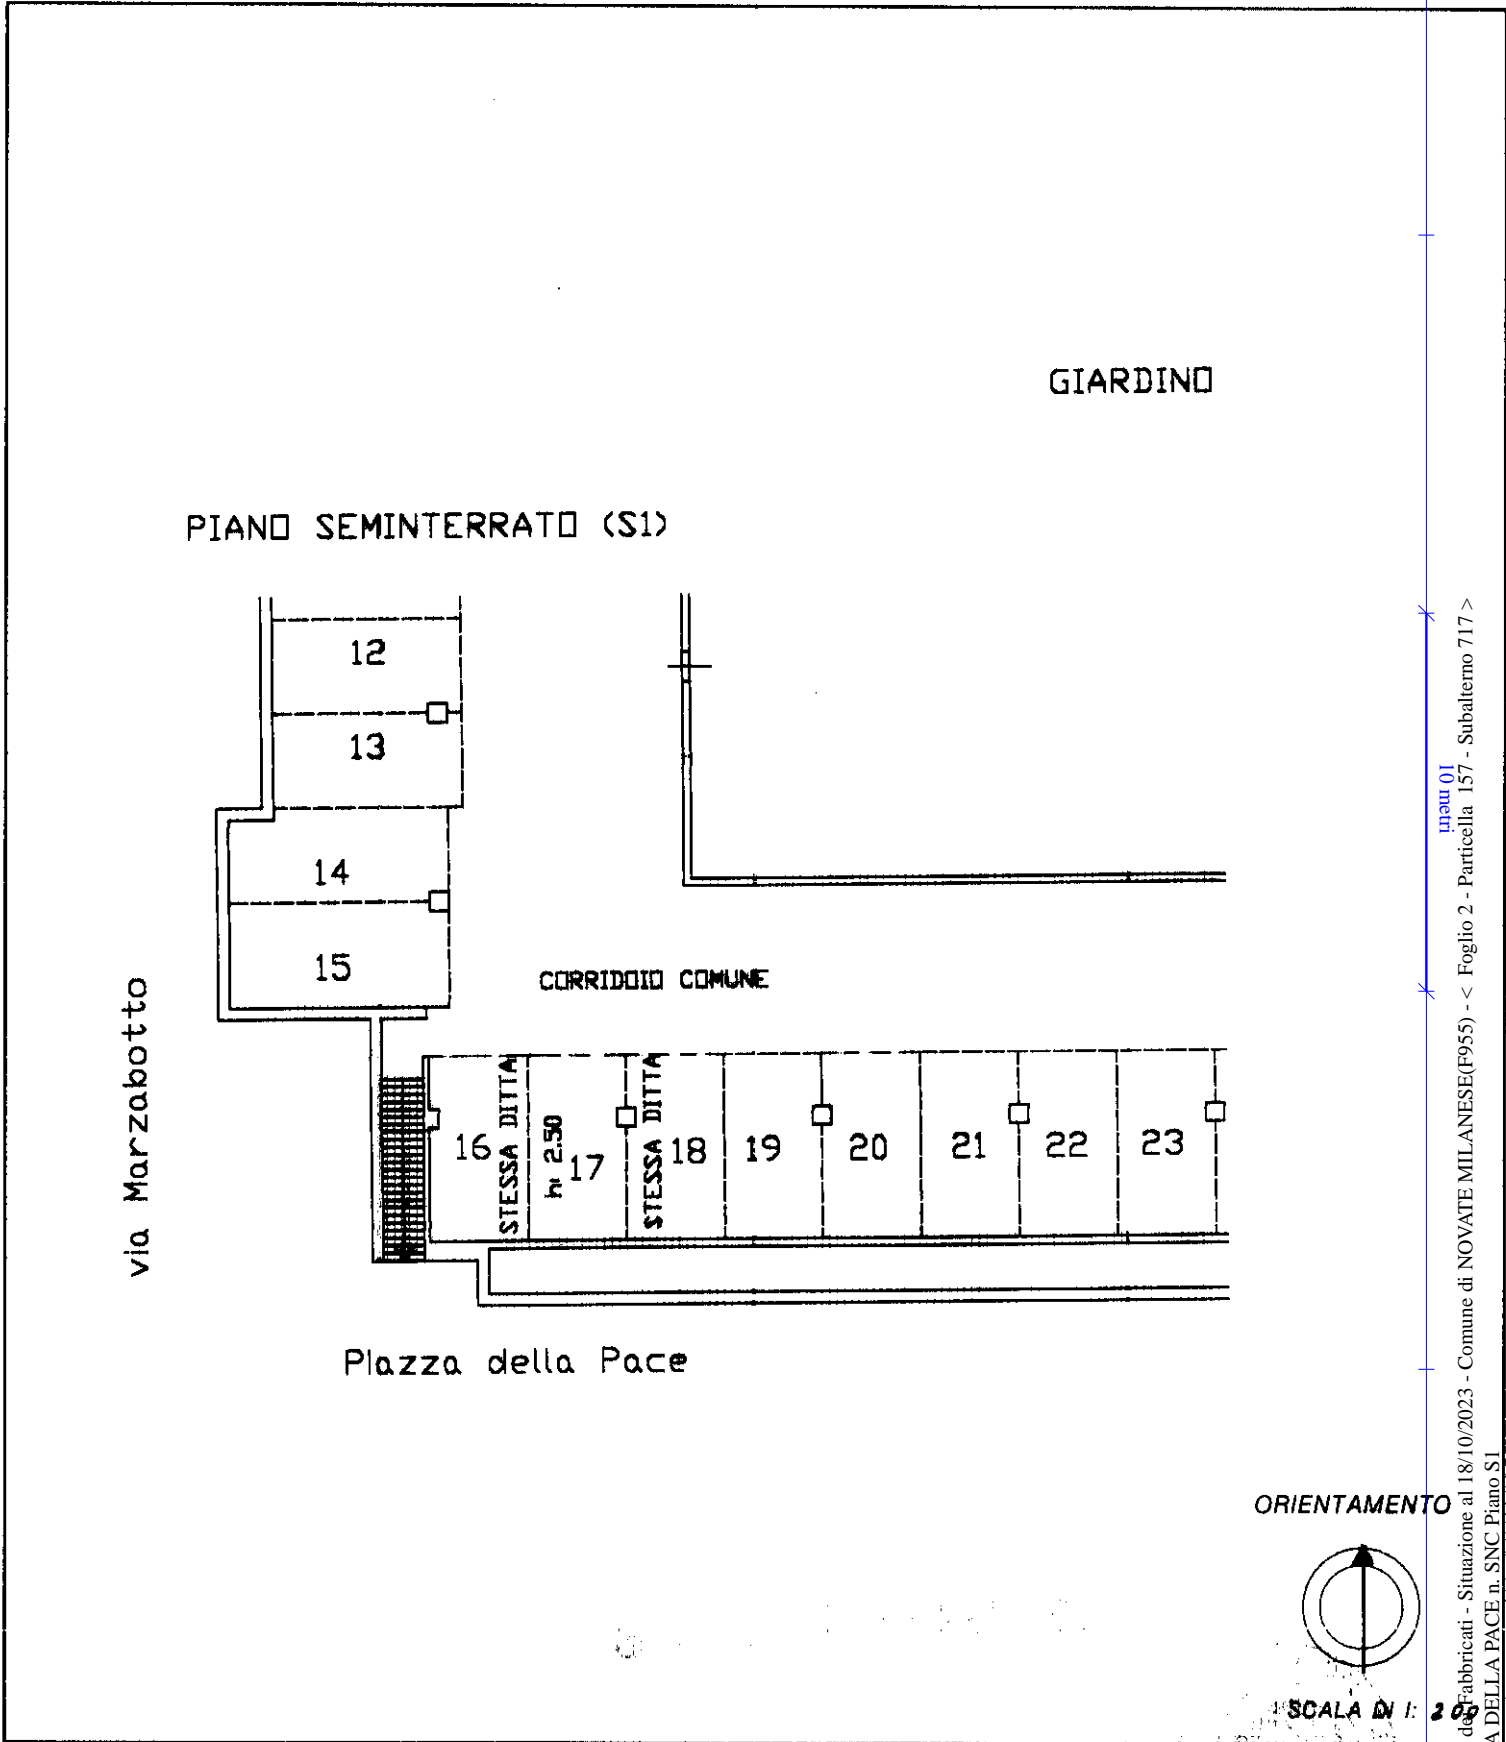 GIARDINO
PIANO SEMINTERRATO (S1)
12
13
14
15
CORRIDOIO COMUNE
via Marzabotto
16
STESSA DITTA
h: 2.50
17
STESSA DITTA
18
19
20
21
22
23
Piazza della Pace
ORIENTAMENTO
SCALA DI 1: 200
10 metri
dei Fabbricati - Situazione al 18/10/2023 - Comune di NOVATE MILANESE(F955) - < Foglio 2 - Particella 157 - Subalterno 717 >
A DELLA PACE n. SNC Piano S1